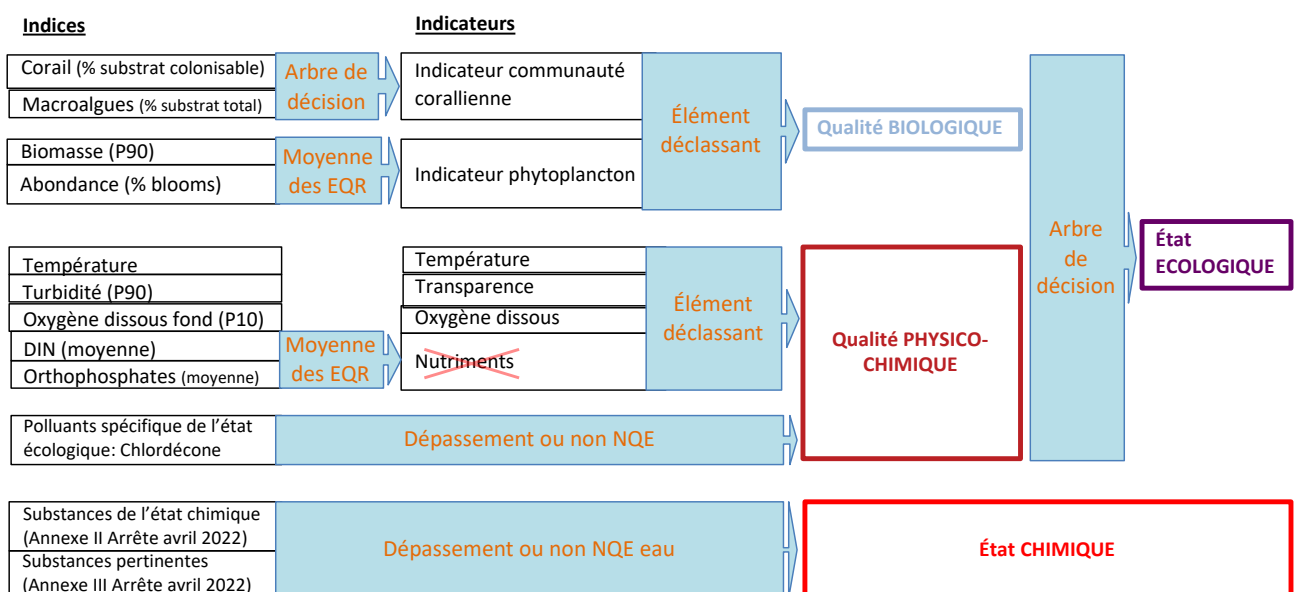 Indices
Indicateurs
Corail (% substrat colonisable)
Macroalgues (% substrat total)
Arbre de
décision
Indicateur communauté
corallienne
Biomasse (P90)
Abondance (% blooms)
Moyenne
des EQR
Indicateur phytoplancton
Élément
déclassant
Qualité BIOLOGIQUE
Température
Turbidité (P90)
Oxygène dissous fond (P10)
DIN (moyenne)
Orthophosphates (moyenne)
Moyenne
des EQR
Température
Transparence
Oxygène dissous
Nutriments
Élément
déclassant
Qualité PHYSICO-
CHIMIQUE
Arbre
de
décision
État
ECOLOGIQUE
Polluants spécifique de l'état
écologique: Chlordécone
Dépassement ou non NQE
Substances de l'état chimique
(Annexe II Arrête avril 2022)
Substances pertinentes
(Annexe III Arrête avril 2022)
Dépassement ou non NQE eau
État CHIMIQUE